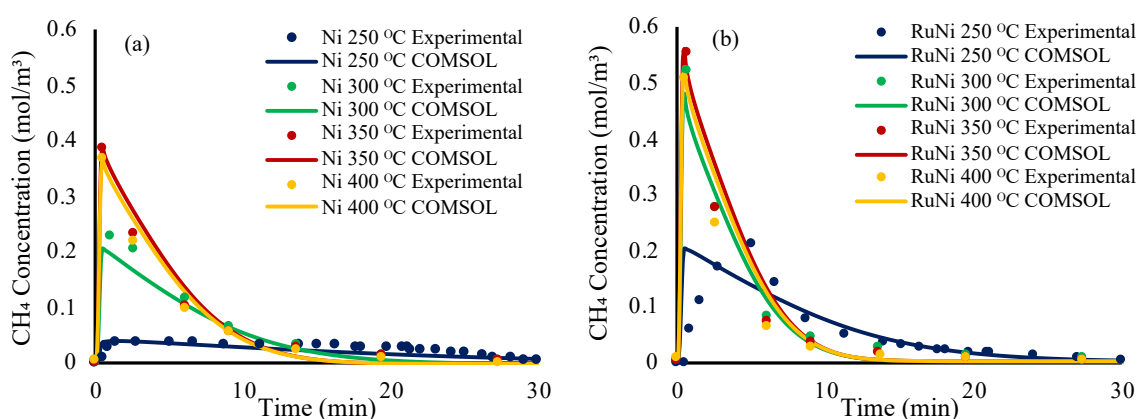 (a)
CH₄ Concentration (mol/m³)
0.6
0.5
0.4
0.3
0.2
0.1
0
0
10
20
30
Time (min)
Ni 250 ᴼC Experimental
Ni 250 ᴼC COMSOL
Ni 300 ᴼC Experimental
Ni 300 ᴼC COMSOL
Ni 350 ᴼC Experimental
Ni 350 ᴼC COMSOL
Ni 400 ᴼC Experimental
Ni 400 ᴼC COMSOL
(b)
CH₄ Concentration (mol/m³)
0.6
0.5
0.4
0.3
0.2
0.1
0
0
10
20
30
Time (min)
RuNi 250 ᴼC Experimental
RuNi 250 ᴼC COMSOL
RuNi 300 ᴼC Experimental
RuNi 300 ᴼC COMSOL
RuNi 350 ᴼC Experimental
RuNi 350 ᴼC COMSOL
RuNi 400 ᴼC Experimental
RuNi 400 ᴼC COMSOL